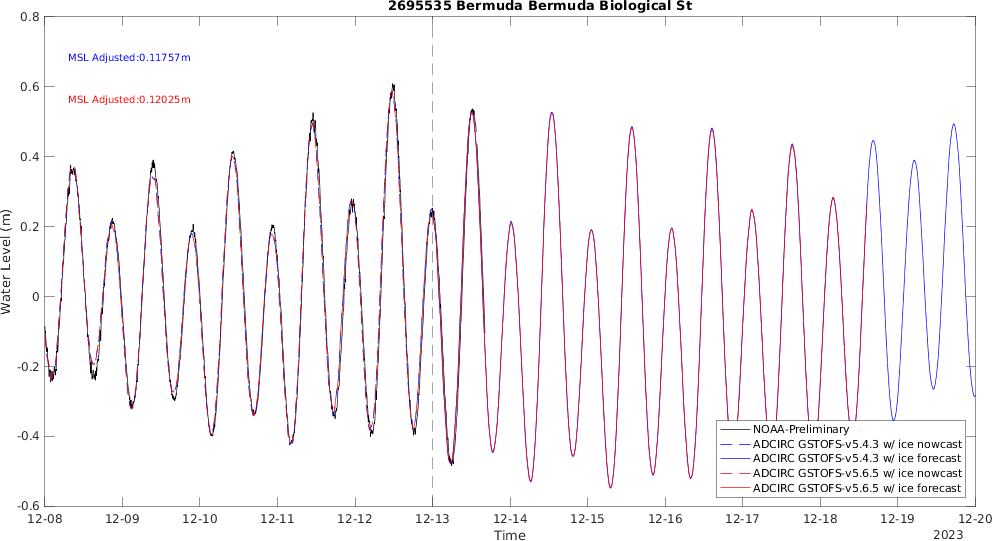 2695535 Bermuda Bermuda Biological St
0.8
0.6
0.4
0.2
0
-0.2
-0.4
-0.6
Water Level (m)
MSL Adjusted:0.11757m
MSL Adjusted:0.12025m
NOAA-Preliminary
ADCIRC GSTOFS-v5.4.3 w/ ice nowcast
ADCIRC GSTOFS-v5.4.3 w/ ice forecast
ADCIRC GSTOFS-v5.6.5 w/ ice nowcast
ADCIRC GSTOFS-v5.6.5 w/ ice forecast
12-08 12-09 12-10 12-11 12-12 12-13 12-14 12-15 12-16 12-17 12-18 12-19 12-20
Time
2023